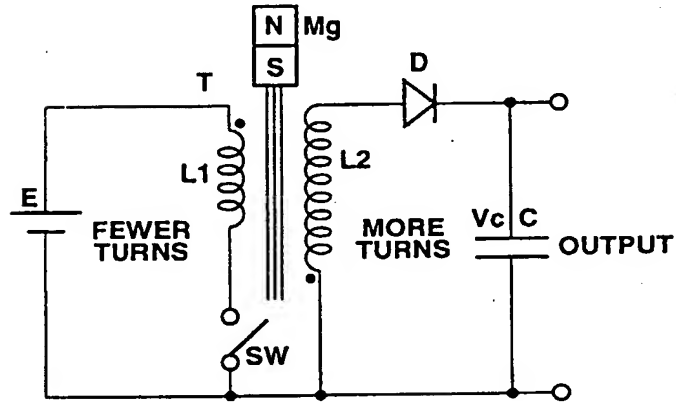 N Mg
S
T
D
L1
L2
E
FEWER
TURNS
MORE
TURNS
Vc C
OUTPUT
SW